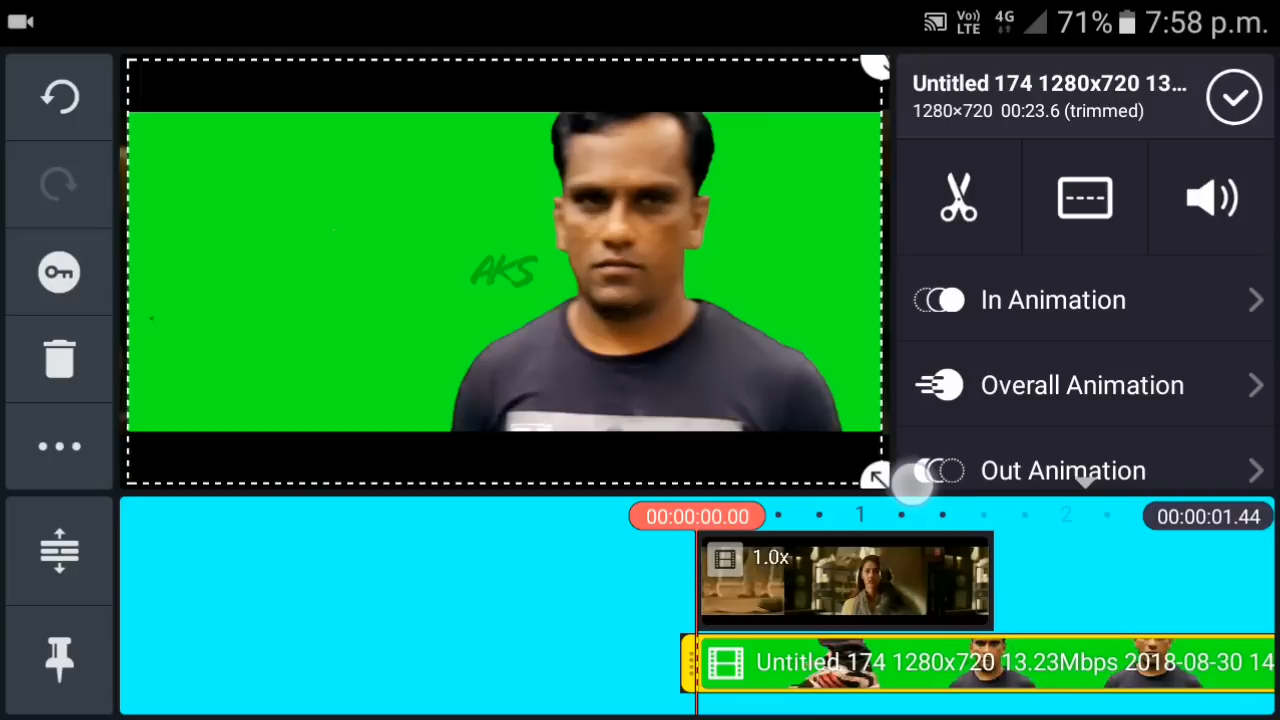 Vo)) LTE 4G 71% 7:58 p.m.
Untitled 174 1280x720 13...
1280×720 00:23.6 (trimmed)
AKS
In Animation
Overall Animation
Out Animation
00:00:00.00 1 2 00:00:01.44
1.0x
Untitled 174 1280x720 13.23Mbps 2018-08-30 14